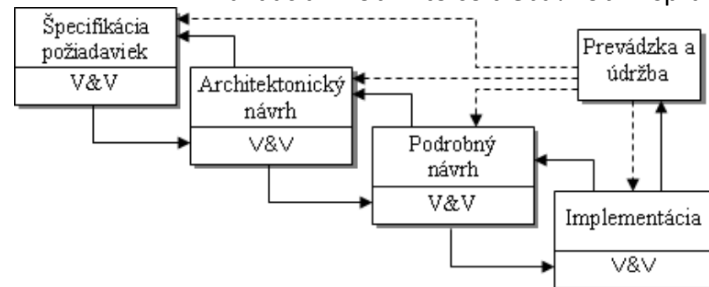 Špecifikácia
požiadaviek
V&V
Architektonický
návrh
V&V
Podrobný
návrh
V&V
Prevádzka a
údržba
Implementácia
V&V